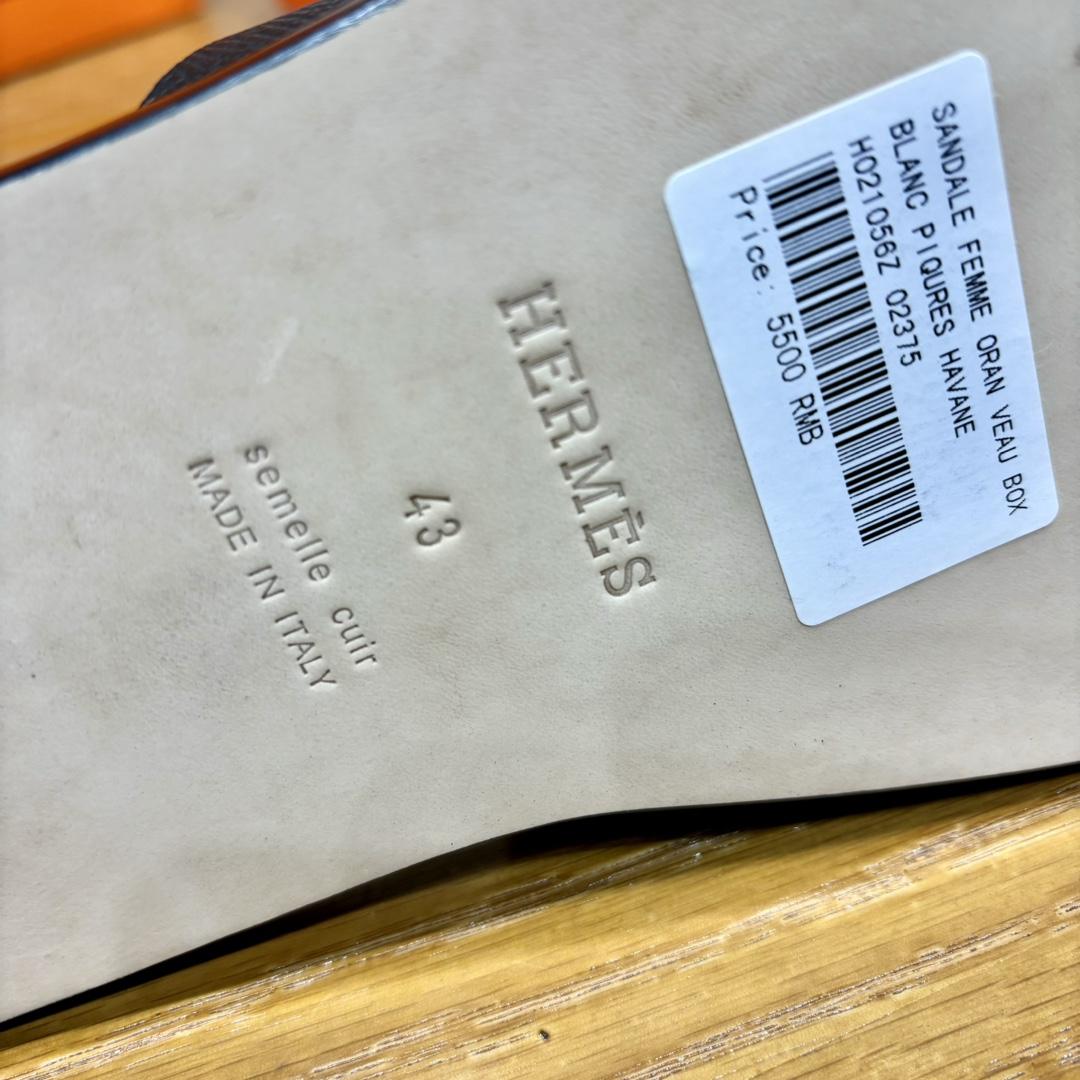 SANDALE FEMME ORAN VEAU BOX
BLANC PIQURES HAVANE
H021056Z 02375
Price: 5500 RMB
HERMÈS
43
semelle cuir
MADE IN ITALY